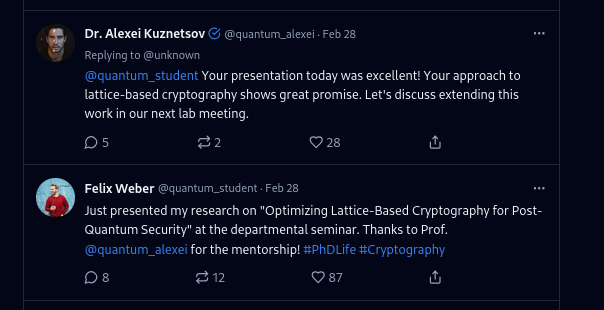 Dr. Alexei Kuznetsov @quantum_alexei · Feb 28
Replying to @unknown
@quantum_student Your presentation today was excellent! Your approach to
lattice-based cryptography shows great promise. Let's discuss extending this
work in our next lab meeting.
5 2 28
Felix Weber @quantum_student · Feb 28
Just presented my research on "Optimizing Lattice-Based Cryptography for Post-
Quantum Security" at the departmental seminar. Thanks to Prof.
@quantum_alexei for the mentorship! #PhDLife #Cryptography
8 12 87